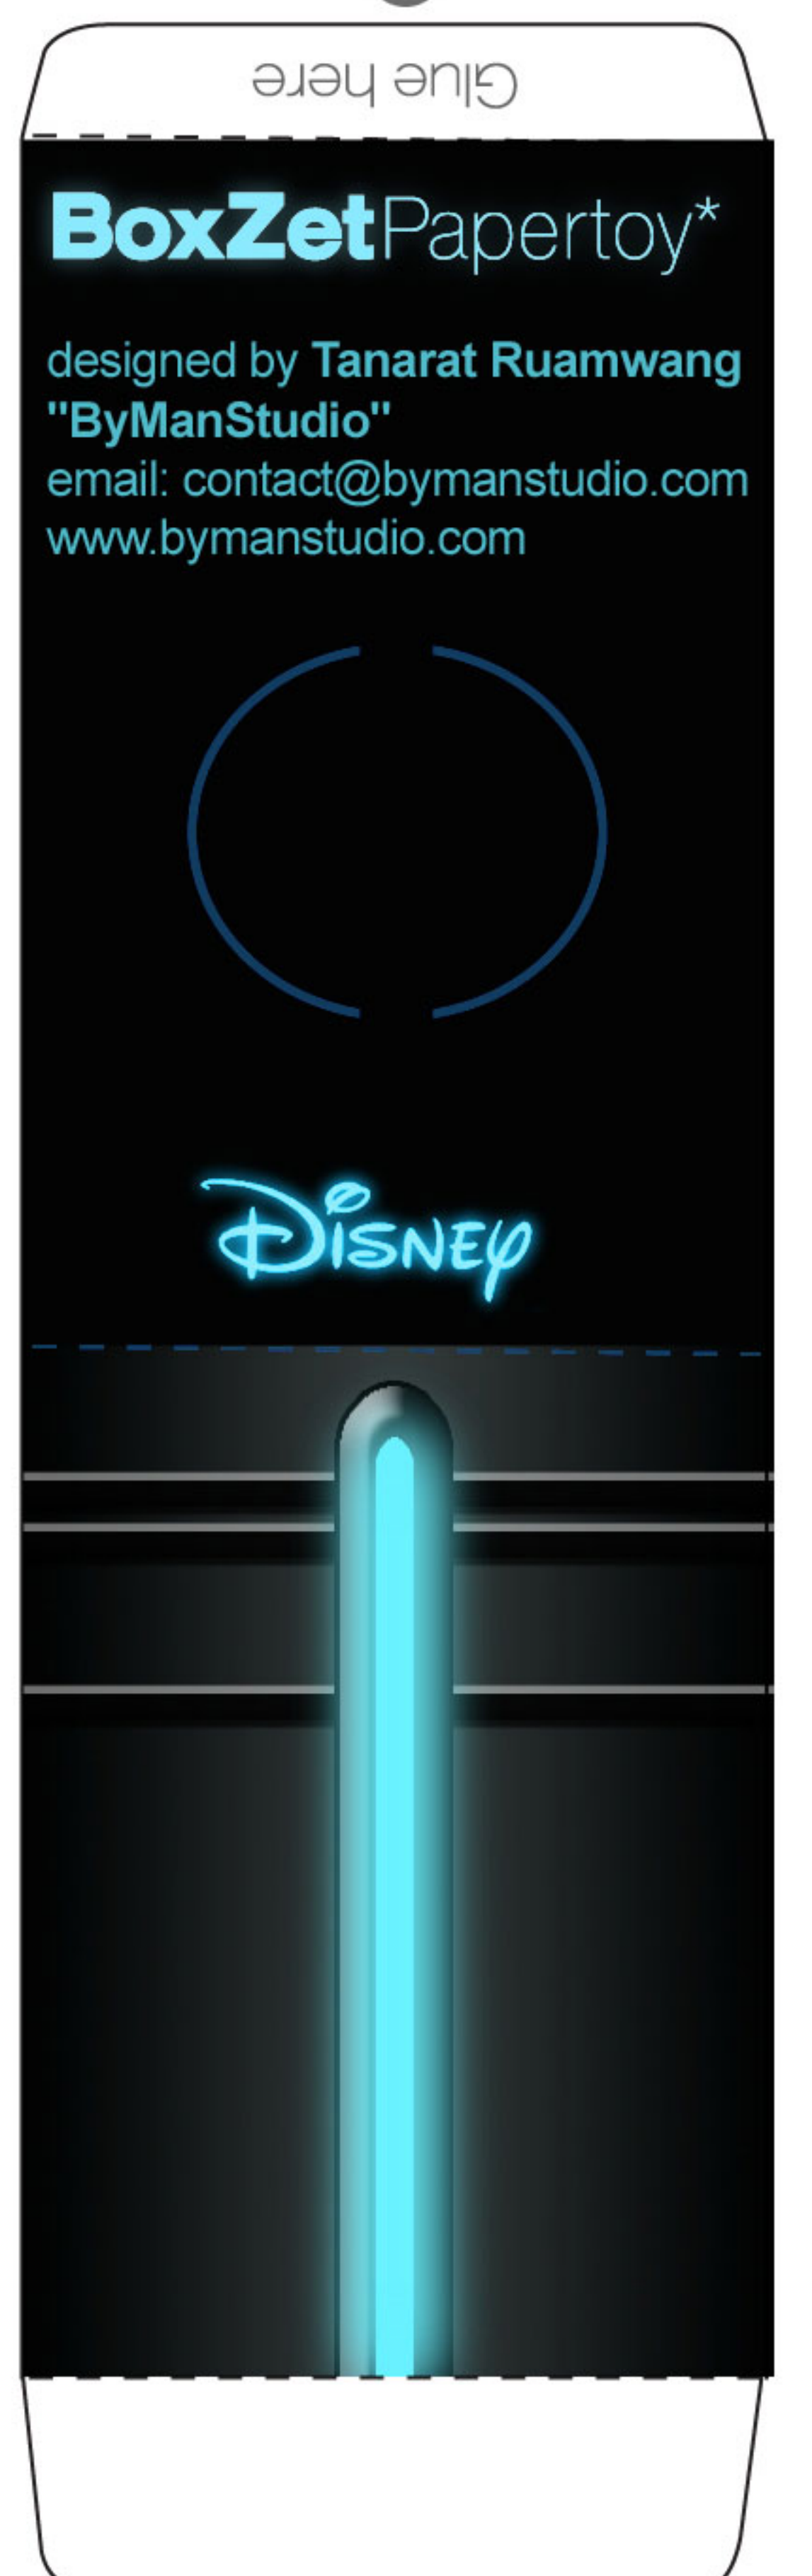 Glue here
BoxZetPapertoy*
designed by Tanarat Ruamwang
"ByManStudio"
email: contact@bymanstudio.com
www.bymanstudio.com
Disney